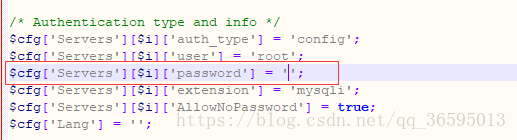 /* Authentication type and info */
$cfg['Servers'][$i]['auth_type'] = 'config';
$cfg['Servers'][$i]['user'] = 'root';
$cfg['Servers'][$i]['password'] = '';
$cfg['Servers'][$i]['extension'] = 'mysqli';
$cfg['Servers'][$i]['AllowNoPassword'] = true;
$cfg['Lang'] = '';
https://blog.csdn.net/qq_36595013